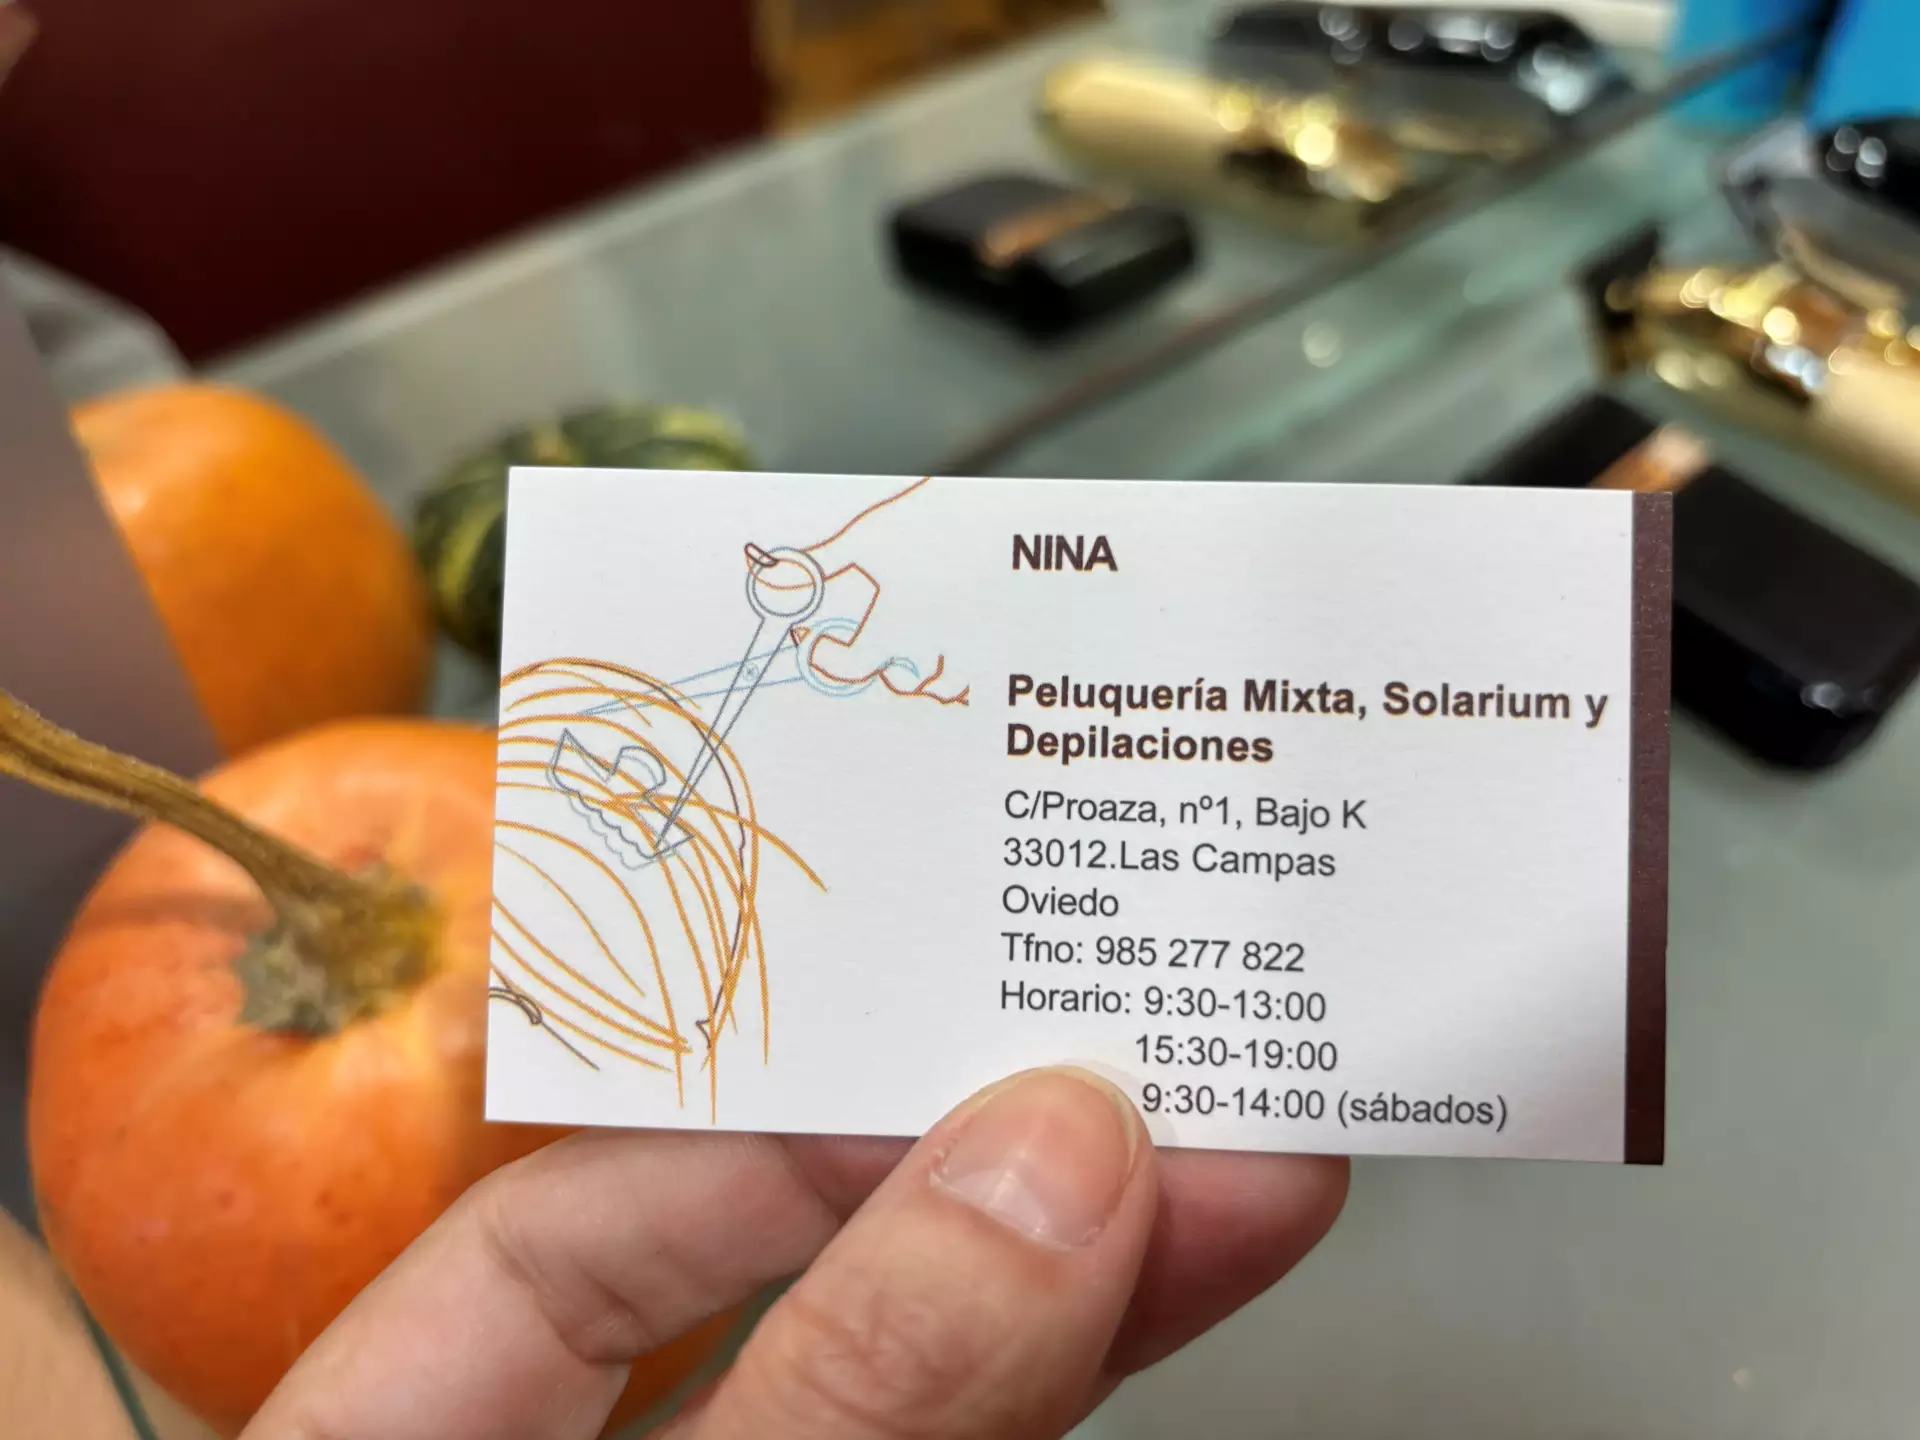 NINA
Peluquería Mixta, Solarium y
Depilaciones
C/Proaza, nº1, Bajo K
33012.Las Campas
Oviedo
Tfno: 985 277 822
Horario: 9:30-13:00
15:30-19:00
9:30-14:00 (sábados)